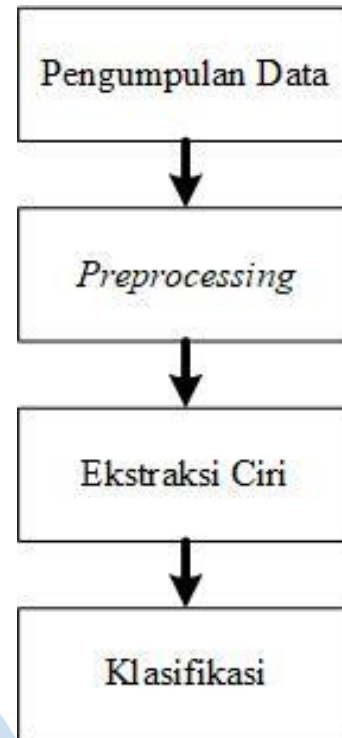 Pengumpulan Data
Preprocessing
Ekstraksi Ciri
Klasifikasi